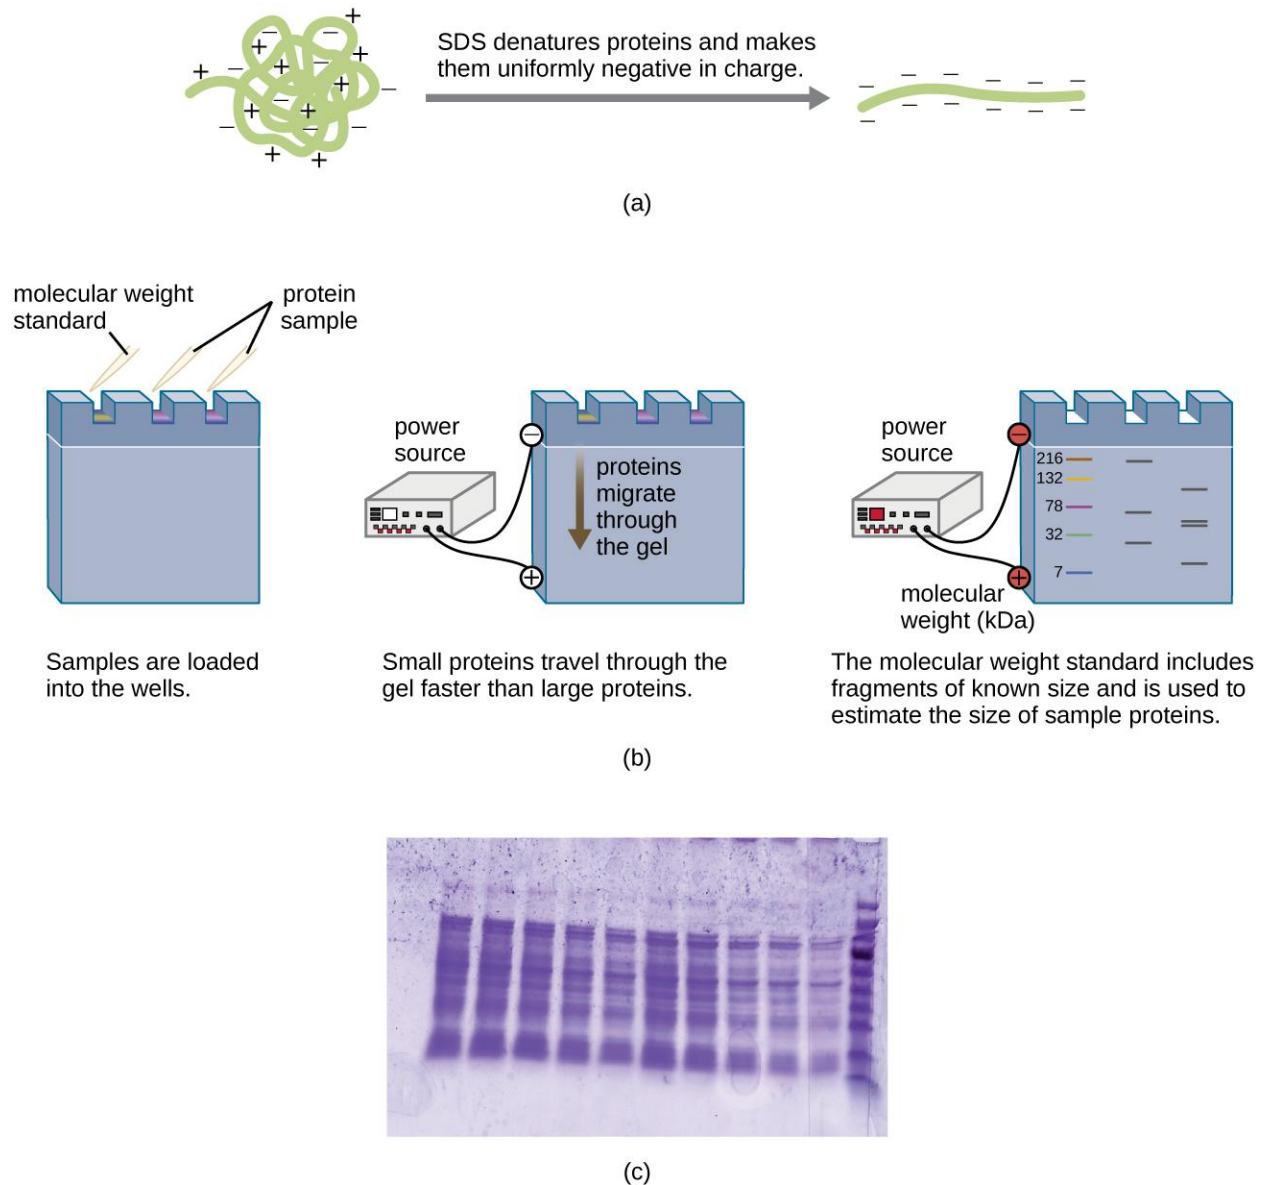 SDS denatures proteins and makes
them uniformly negative in charge.
(a)
molecular weight
standard
protein
sample
Samples are loaded
into the wells.
power
source
proteins
migrate
through
the gel
Small proteins travel through the
gel faster than large proteins.
power
source
216
132
78
32
7
molecular
weight (kDa)
The molecular weight standard includes
fragments of known size and is used to
estimate the size of sample proteins.
(b)
(c)